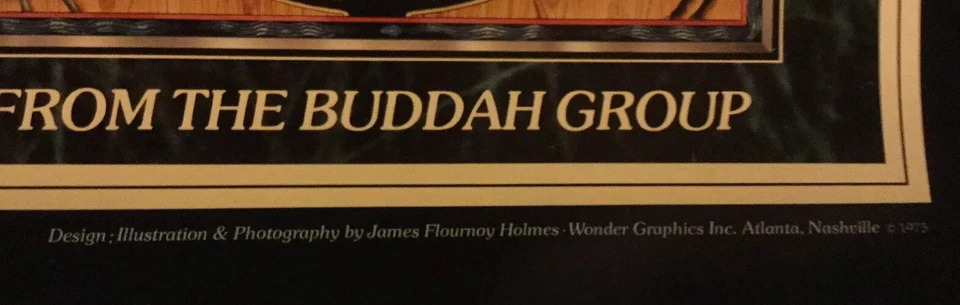 FROM THE BUDDAH GROUP
Design; Illustration & Photography by James Flournoy Holmes · Wonder Graphics Inc. Atlanta, Nashville © 1975